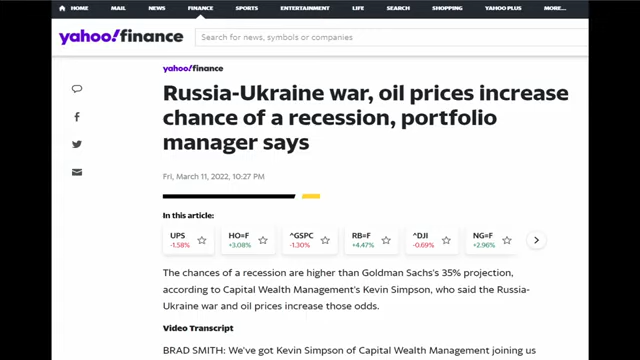 HOME MAIL NEWS FINANCE SPORTS ENTERTAINMENT LIFE SEARCH SHOPPING YAHOO PLUS MORE...
yahoo!finance Search for news, symbols or companies
yahoo!finance
Russia-Ukraine war, oil prices increase
chance of a recession, portfolio
manager says
Fri, March 11, 2022, 10:27 PM
In this article:
UPS HO=F ^GSPC RB=F ^DJI NG=F
-1.58% +3.08% -1.30% +4.47% -0.69% +2.96%
The chances of a recession are higher than Goldman Sachs's 35% projection,
according to Capital Wealth Management's Kevin Simpson, who said the Russia-
Ukraine war and oil prices increase those odds.
Video Transcript
BRAD SMITH: We've got Kevin Simpson of Capital Wealth Management joining us